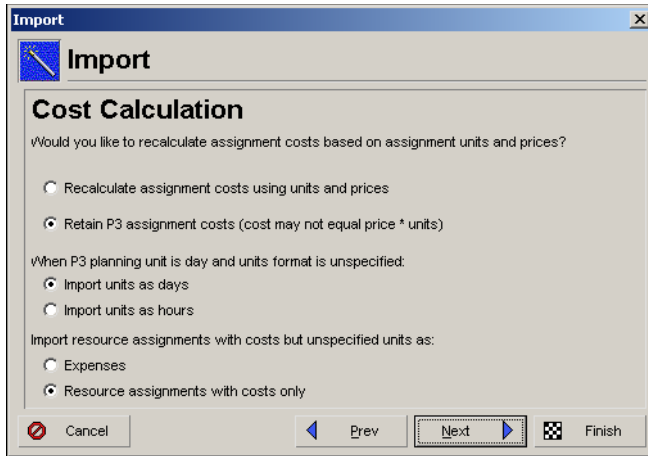 Import
Import
Cost Calculation
Would you like to recalculate assignment costs based on assignment units and prices?
Recalculate assignment costs using units and prices
Retain P3 assignment costs (cost may not equal price * units)
When P3 planning unit is day and units format is unspecified:
Import units as days
Import units as hours
Import resource assignments with costs but unspecified units as:
Expenses
Resource assignments with costs only
Cancel Prev Next Finish